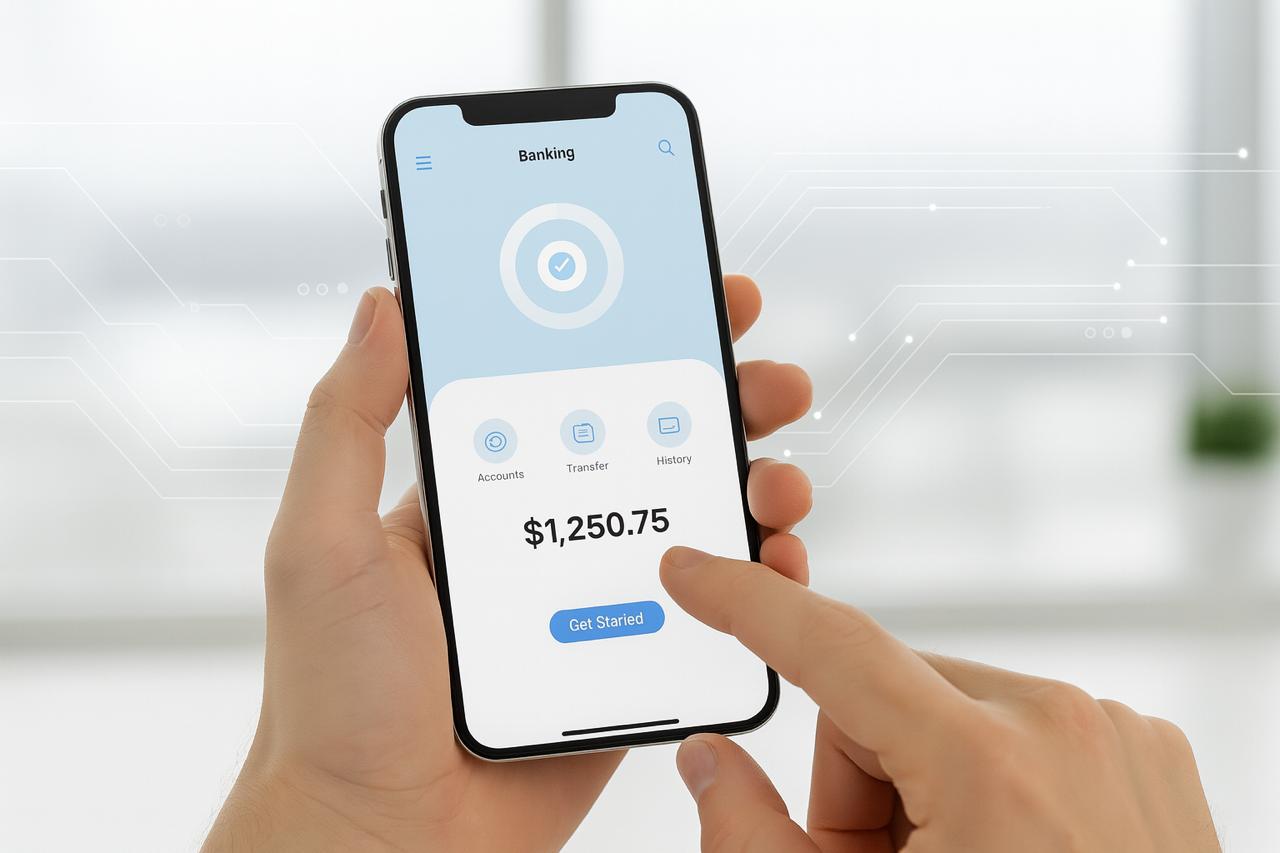 Banking
Accounts
Transfer
History
$1,250.75
Get Staried